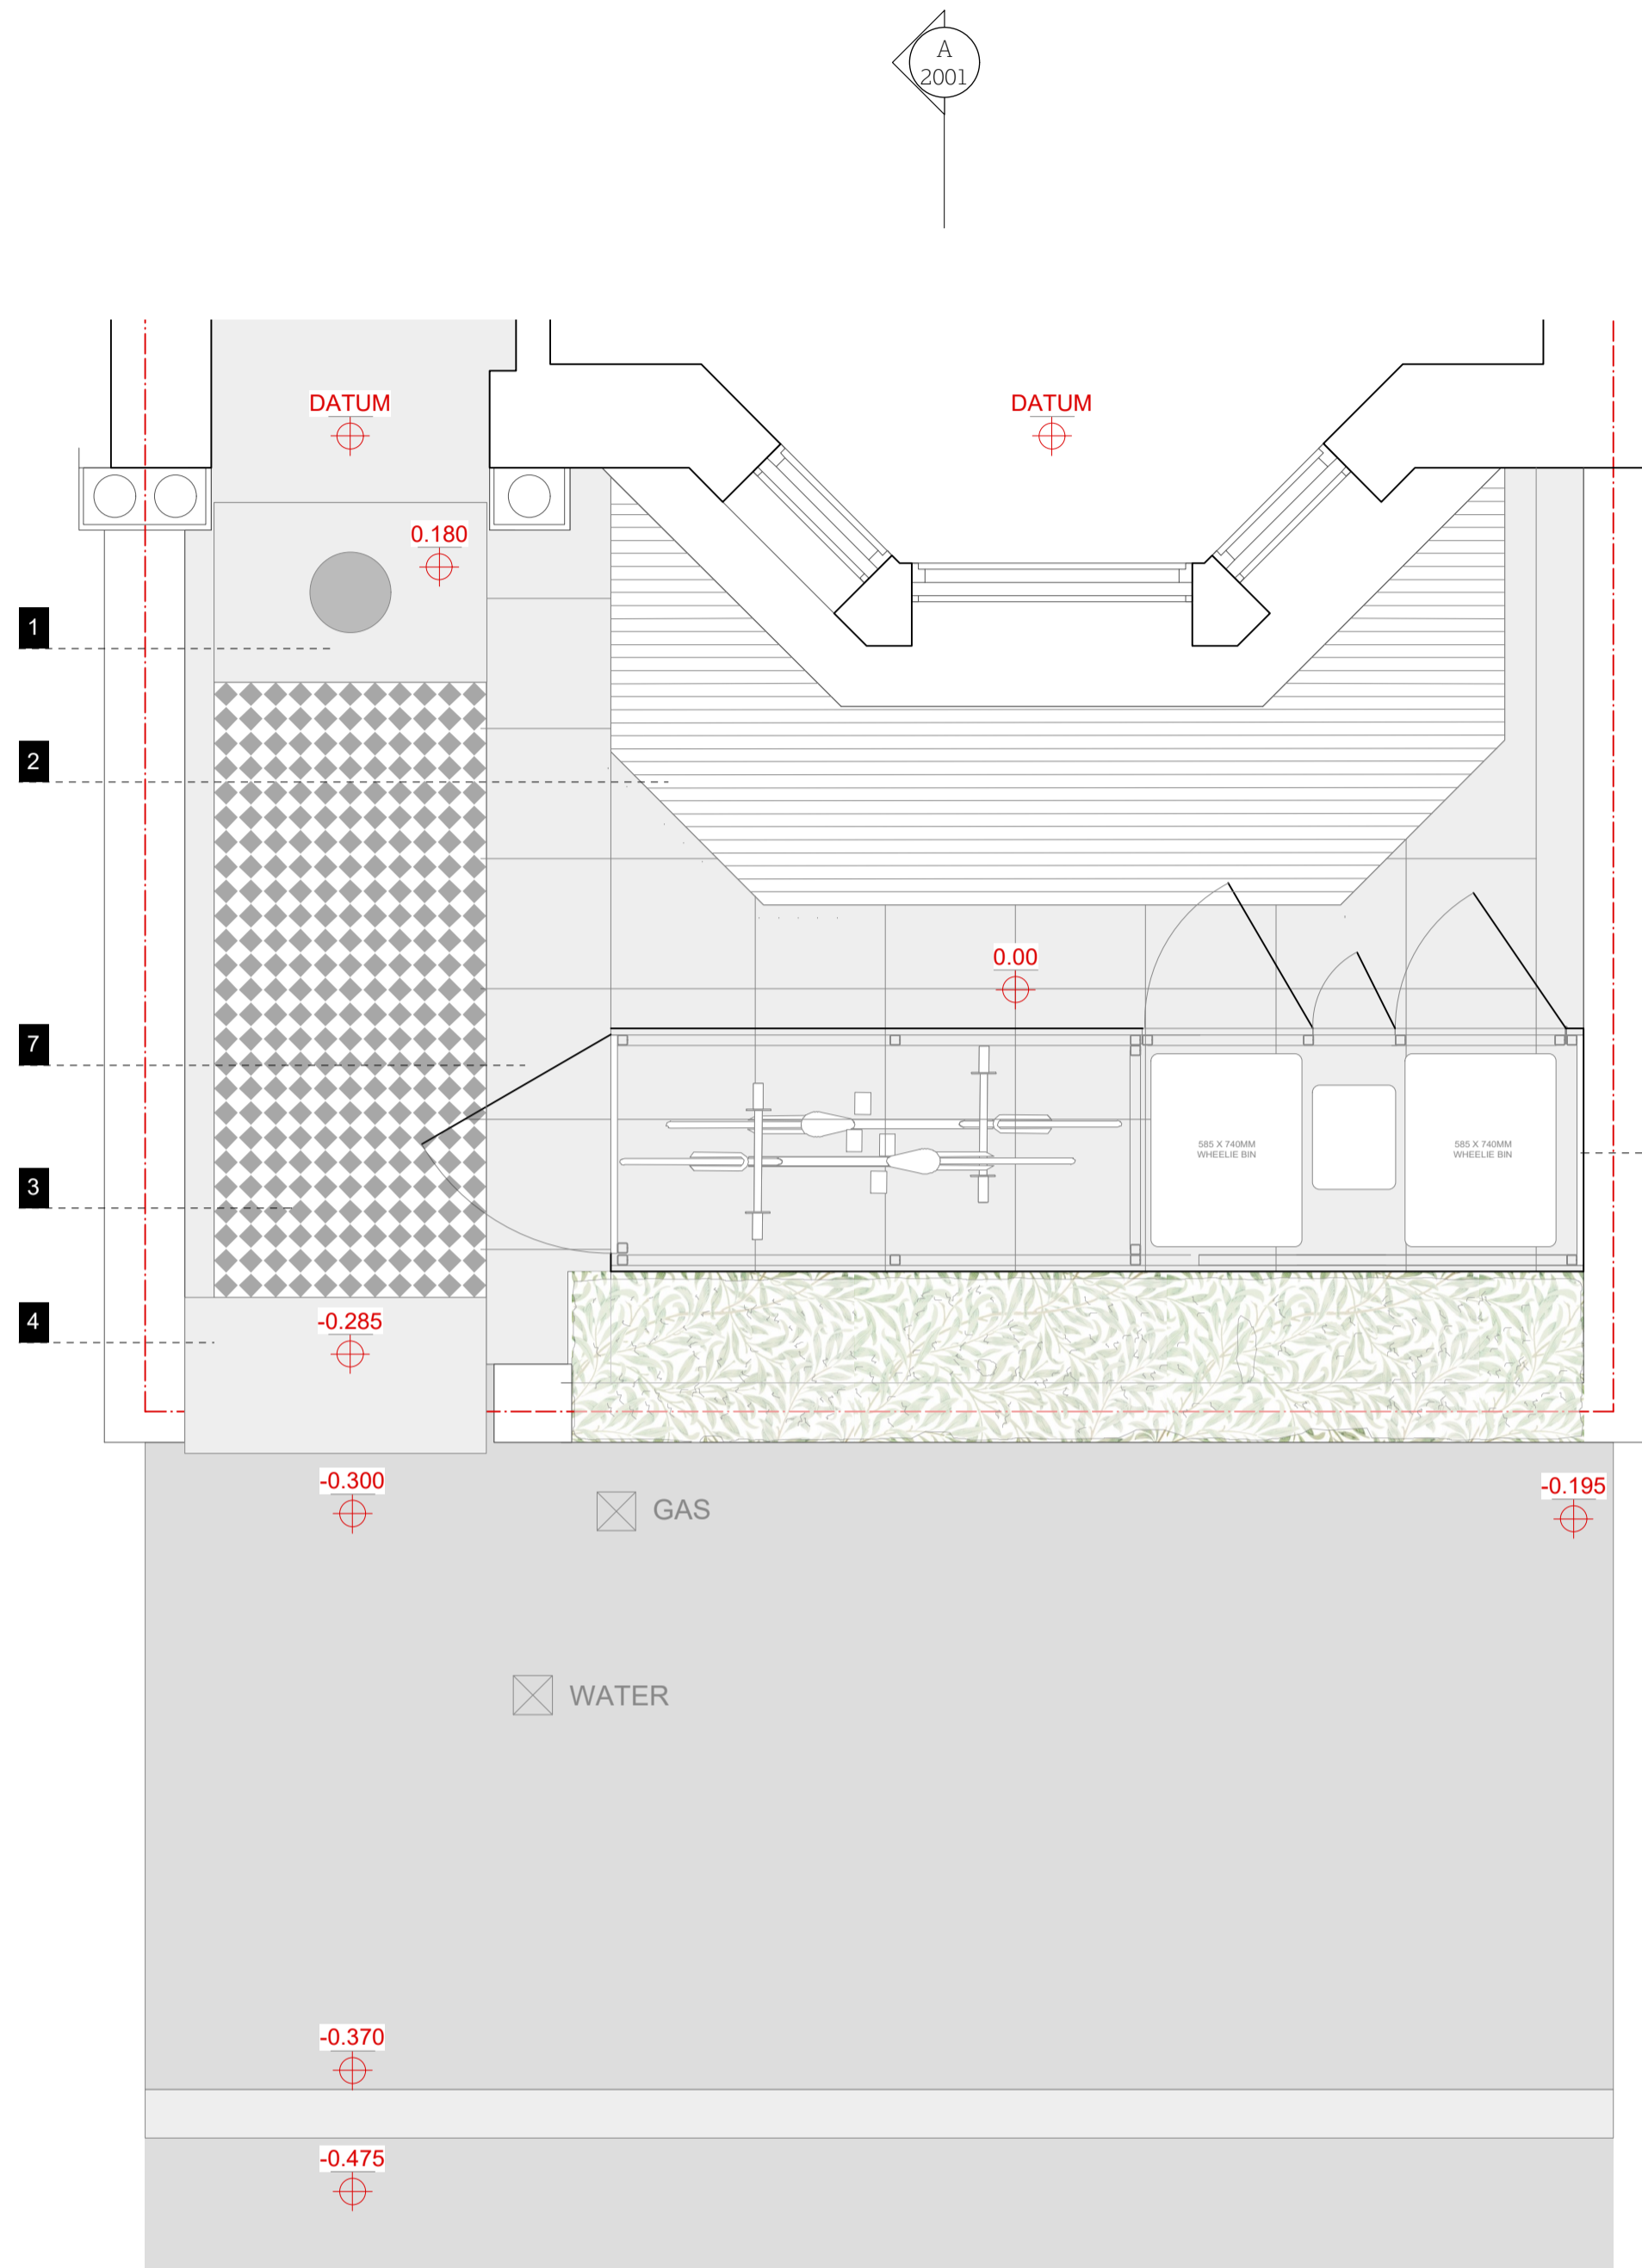 A
2001
DATUM
DATUM
0.180
1
2
0.00
7
585 X 740MM
WHEELIE BIN
585 X 740MM
WHEELIE BIN
3
4
-0.285
-0.300
GAS
-0.195
WATER
-0.370
-0.475